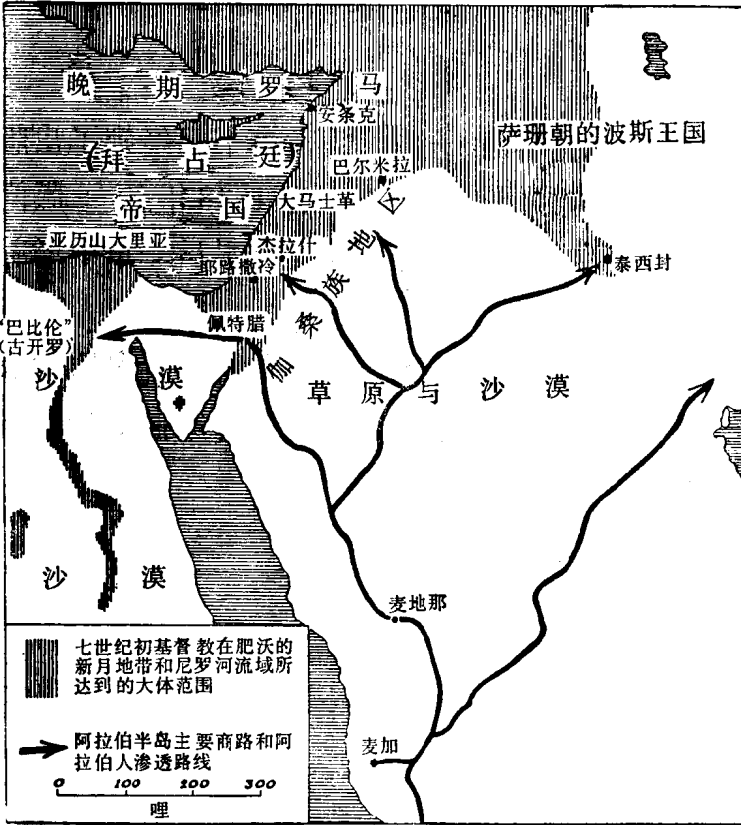 晚期罗马
安条克
萨珊朝的波斯王国
(拜占廷)
巴尔米拉
帝国
大马士革
亚历山大里亚
杰拉什
耶路撒冷
泰西封
伽桑族地区
"巴比伦"
(古开罗)
佩特腊
沙漠
草原与沙漠
沙漠
麦地那
七世纪初基督教在肥沃的
新月地带和尼罗河流域所
达到的大体范围
麦加
阿拉伯半岛主要商路和阿
拉伯人渗透路线
0 100 200 300
哩